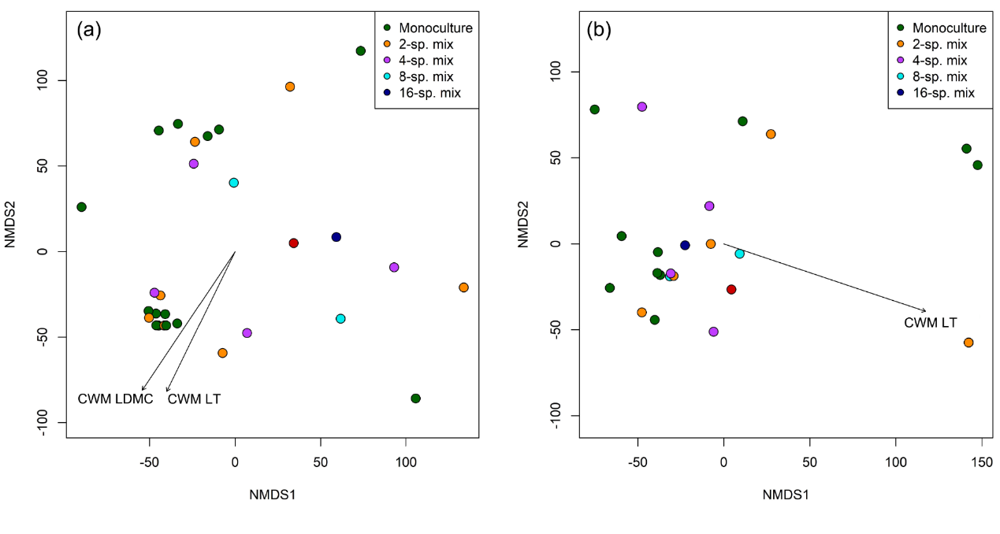 (a)
Monoculture
2-sp. mix
4-sp. mix
8-sp. mix
16-sp. mix
100
50
0
-50
-100
NMDS2
CWM LDMC
CWM LT
-50
0
50
100
NMDS1
(b)
Monoculture
2-sp. mix
4-sp. mix
8-sp. mix
16-sp. mix
100
50
0
-50
-100
NMDS2
CWM LT
-50
0
50
100
150
NMDS1